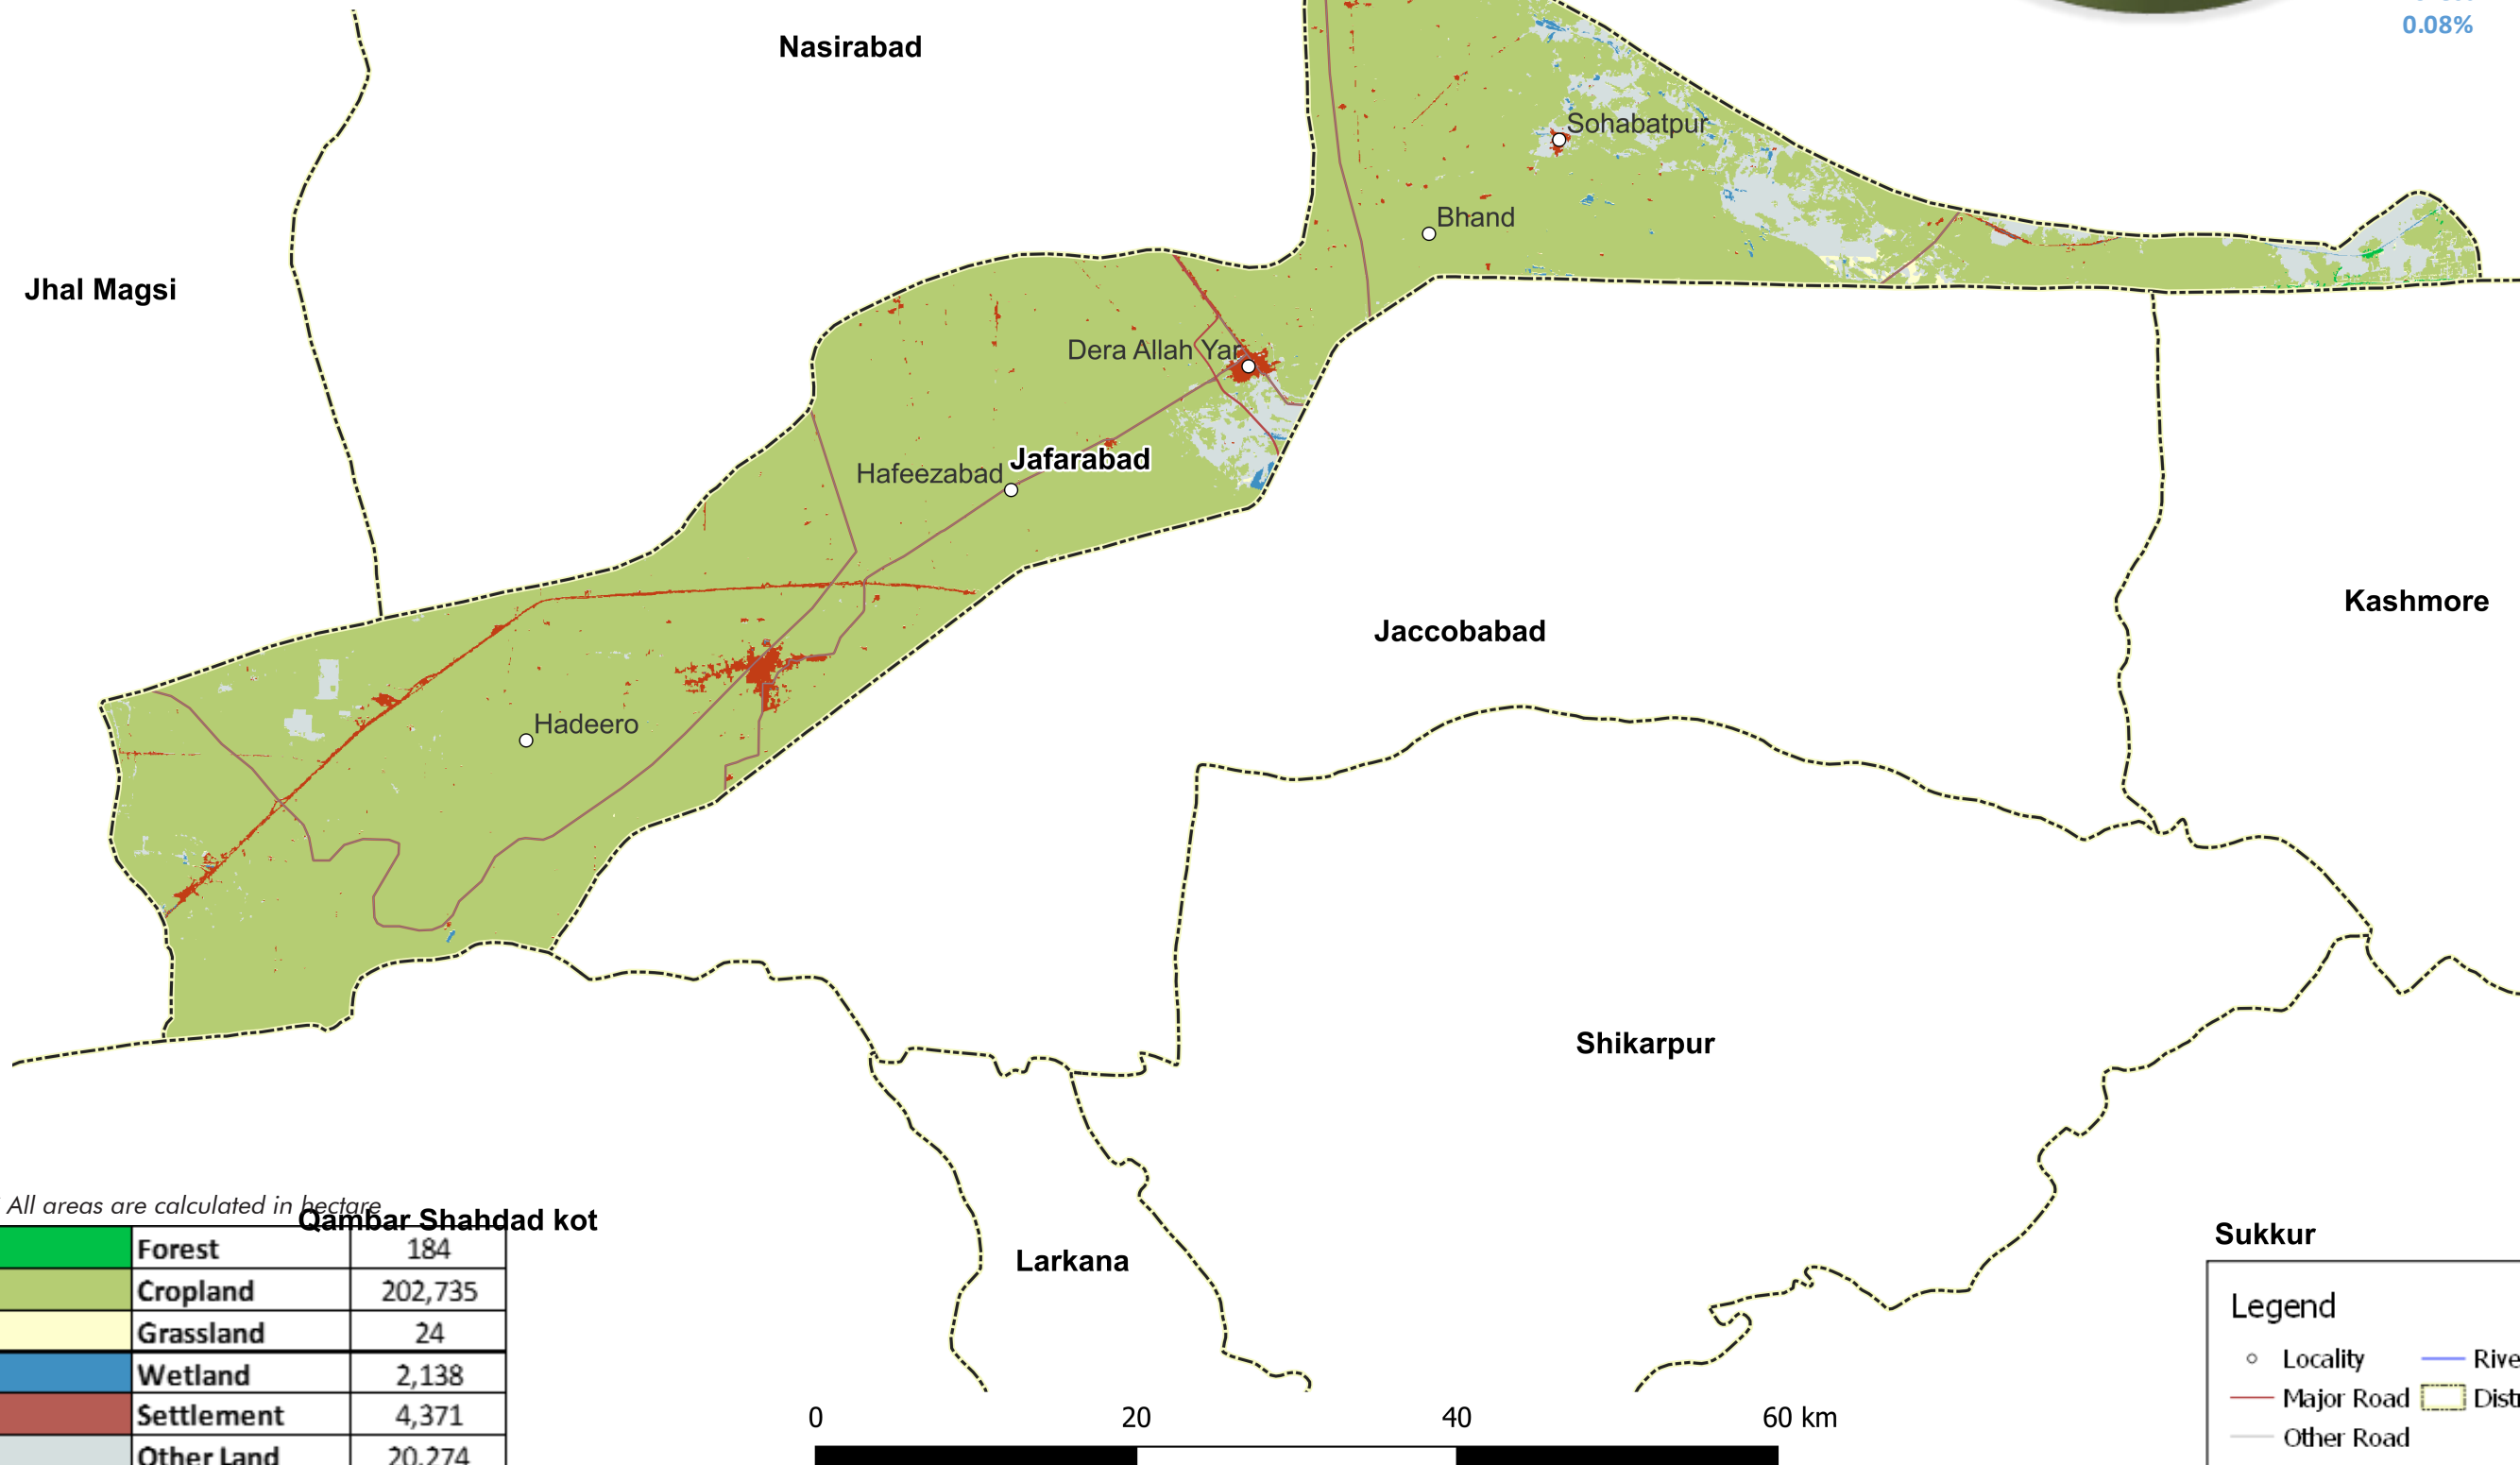 0.08%
Nasirabad
Sohabatpur
Bhand
Jhal Magsi
Dera Allah Yar
Jafarabad
Hafeezabad
Kashmore
Jaccobabad
Hadeero
Shikarpur
All areas are calculated in hectare
Qambar Shahdad kot
Sukkur
Larkana
Forest 184
Cropland 202,735
Grassland 24
Wetland 2,138
Settlement 4,371
Other Land 20,274
0 20 40 60 km
Legend
Locality Rive
Major Road Distr
Other Road